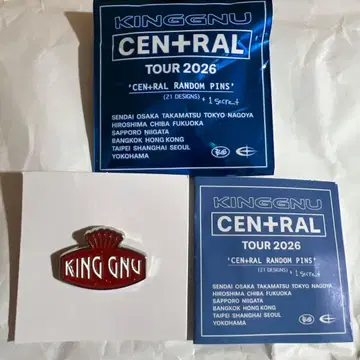 KINGGNU
CEN+RAL
TOUR 2026
'CEN+RAL RANDOM PINS'
(21 DESIGNS) + 1 secret
SENDAI OSAKA TAKAMATSU TOKYO NAGOYA
HIROSHIMA CHIBA FUKUOKA
SAPPORO NIIGATA
BANGKOK HONG KONG
TAIPEI SHANGHAI SEOUL
YOKOHAMA
KING GNU
KINGGNU
CEN+RAL
TOUR 2026
'CEN+RAL RANDOM PINS'
(21 DESIGNS) + 1 secret
SENDAI OSAKA TAKAMATSU TOKYO NAGOYA
HIROSHIMA CHIBA FUKUOKA
SAPPORO NIIGATA
BANGKOK HONG KONG
TAIPEI SHANGHAI SEOUL
YOKOHAMA